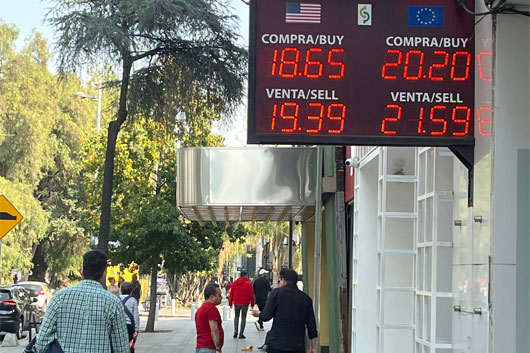 COMPRA/BUY COMPRA/BUY
18.65 20.20
VENTA/SELL VENTA/SELL
19.39 21.59